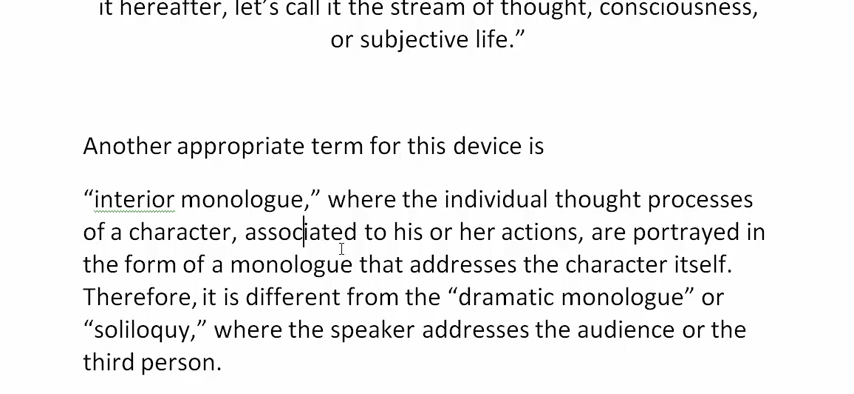 it hereafter, let’s call it the stream of thought, consciousness,
or subjective life.”
Another appropriate term for this device is
“interior monologue,” where the individual thought processes
of a character, associated to his or her actions, are portrayed in
the form of a monologue that addresses the character itself.
Therefore, it is different from the “dramatic monologue” or
“soliloquy,” where the speaker addresses the audience or the
third person.